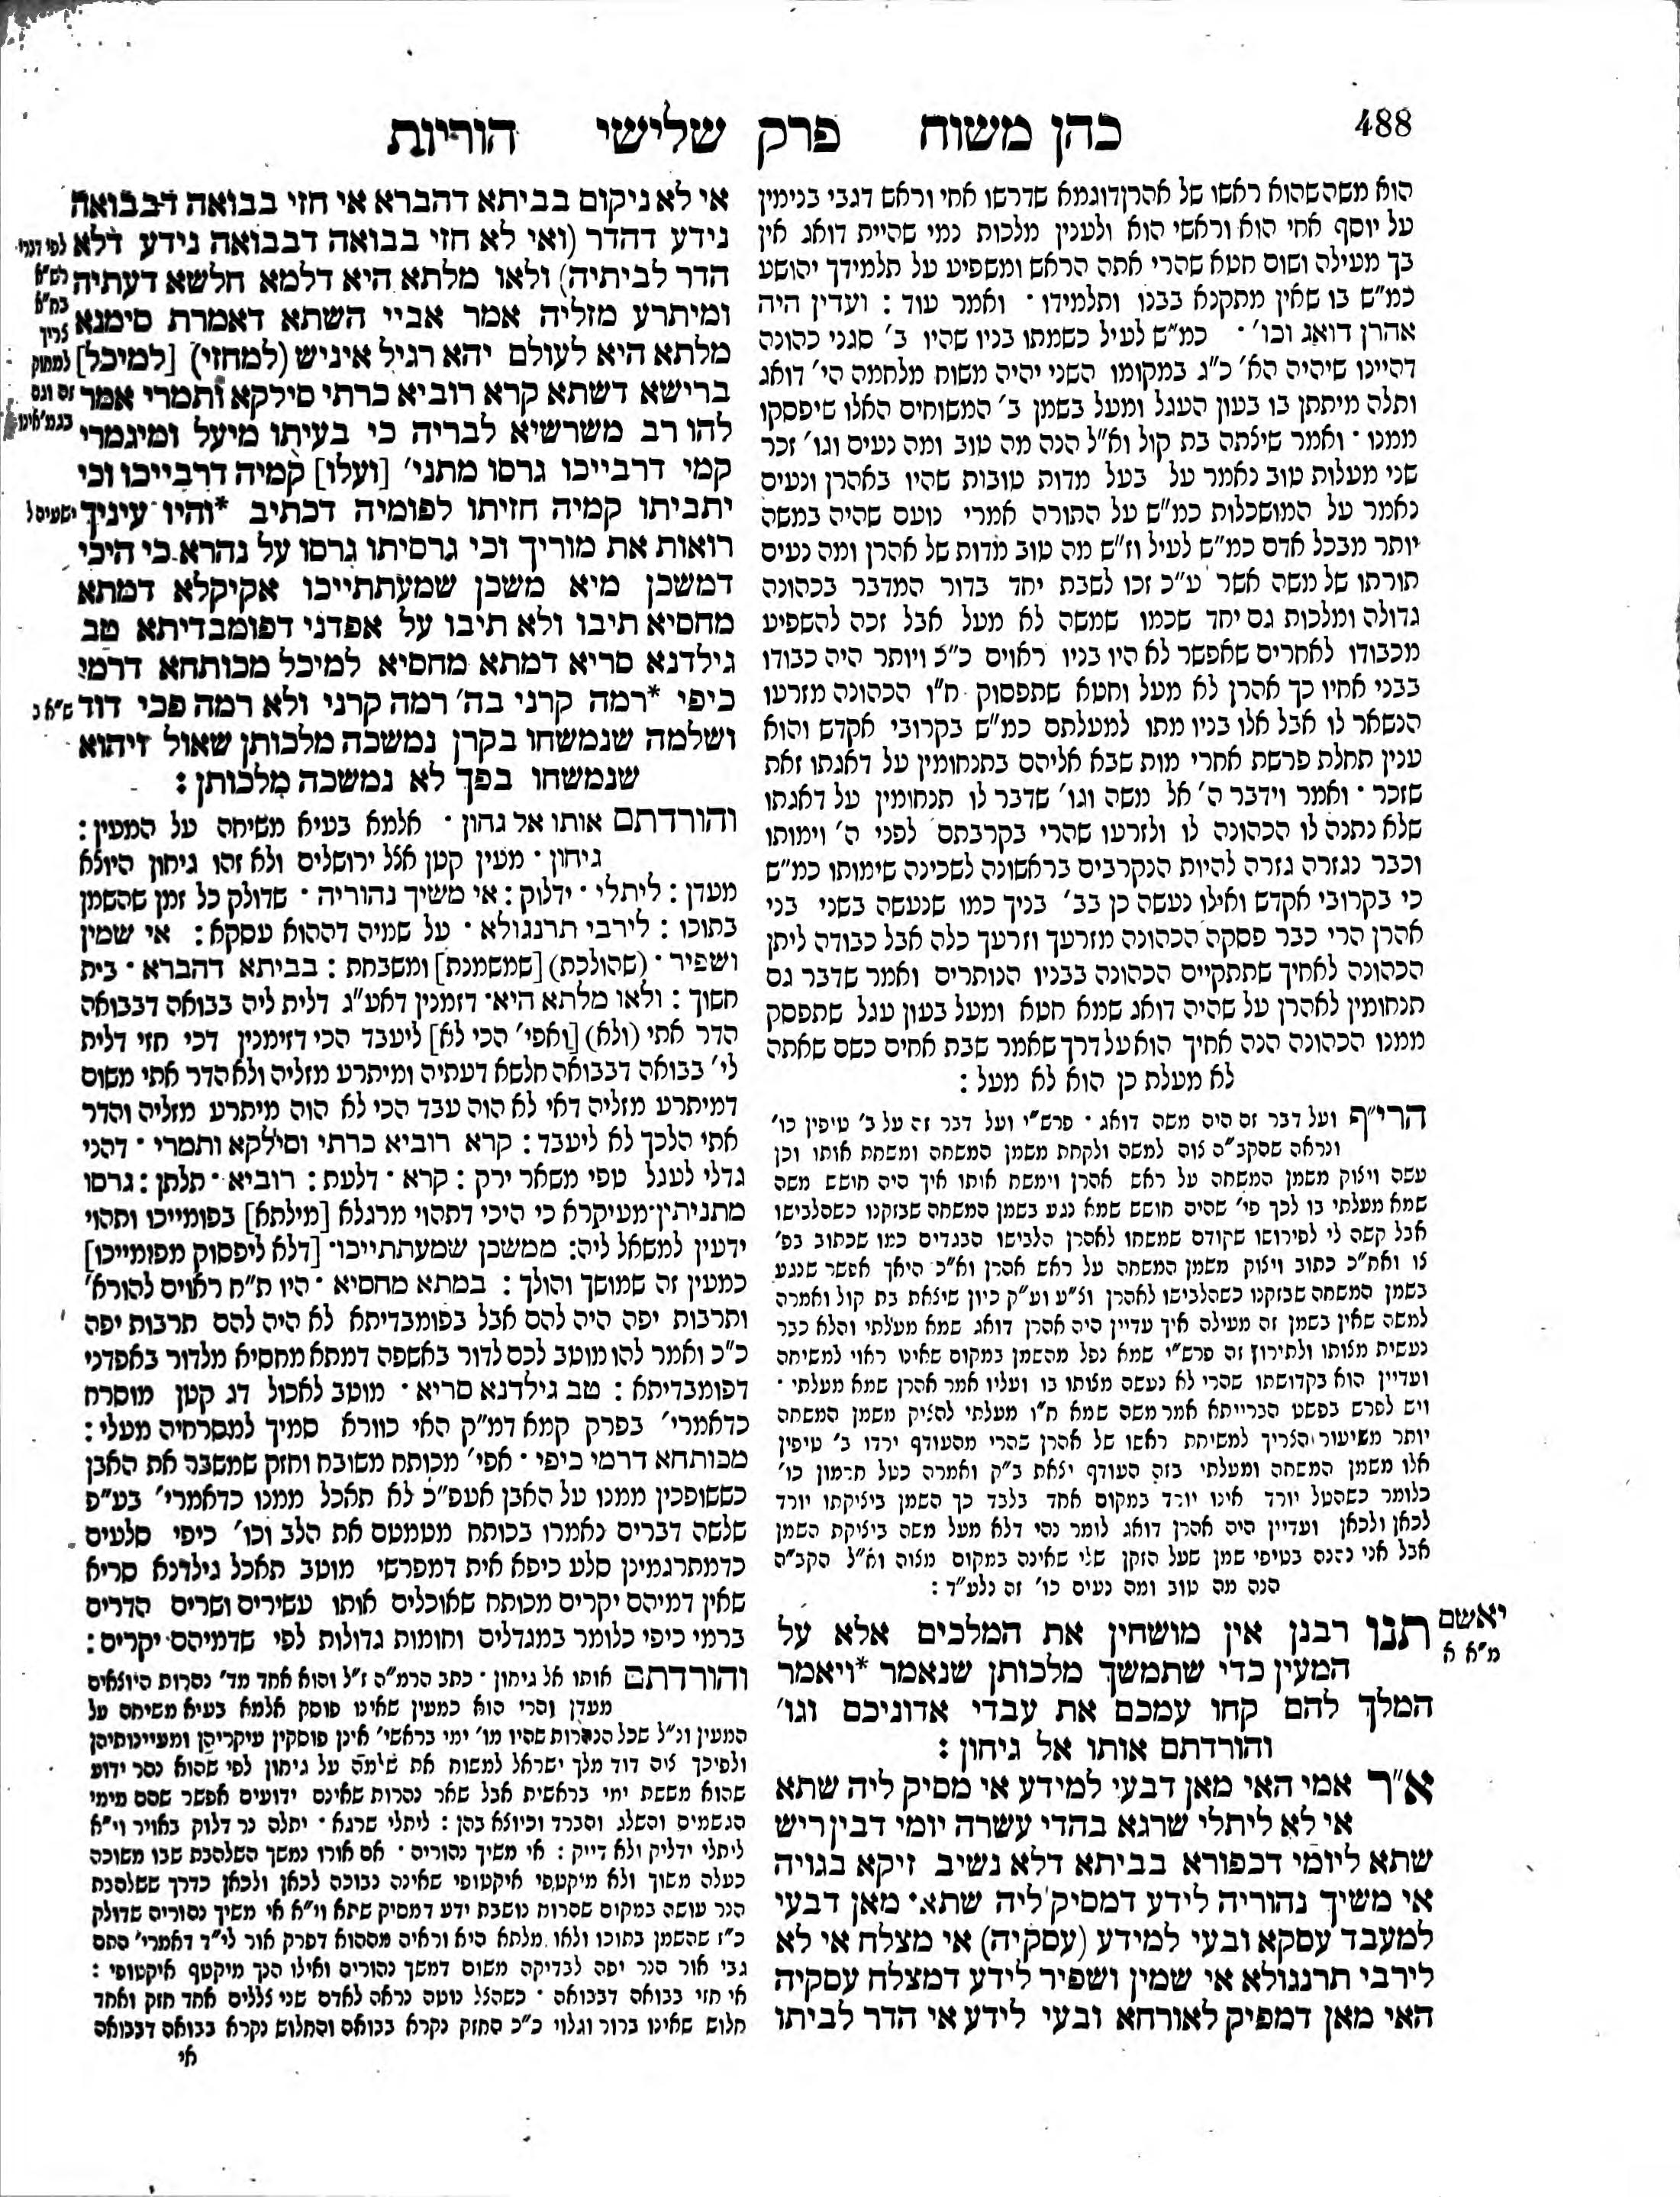 488
כהן משוח פרק שלישי הוריות
הוא משה שהוא ראשו של אהרן דוגמא שדרשו אחי וראש דגבי בנימין
על יוסף אחי הוא וראשי הוא ולענין מלכות כמי שהיית דואג אין
בך מעילה ושום חטא שהרי אתה הראש ומשפיע על תלמידך יהושע
כמ״ש בו שאין מתקנא בבנו ותלמידו · ואמר עוד : ועדין היה
אהרן דואג וכו׳ · כמ״ש לעיל כשמתו בניו שהיו ב׳ סגני כהונה
דהיינו שיהיה הא׳ כ״ג במקומו השני יהיה משוח מלחמה הי׳ דואג
ותלה מיתתן בו בעון העגל ומעל בשמן ב׳ המשוחים האלו שיפסקו
ממנו · ואמר שילתה בת קול וא״ל הנה מה טוב ומה נעים וגו׳ זכר
שני מעלות טוב נאמר על בעל מדות טובות שהיו באהרן ונעים
נאמר על המושכלות כמ״ש על התורה אמרי נועם שהיה במשה
יותר מבכל אדם כמ״ש לעיל וז״ש מה טוב מדות של אהרן ומה נעים
תורתו של משה אשר ע״כ זכו לשבת יחד בדור המדבר בכהונה
גדולה ומלכות גם יחד שכמו שמשה לא מעל אבל זכה להשפיע
מכבודו לאחרים שאפשר לא היו בניו ראוים כ״כ ויותר היה כבודו
בבני אחיו כך אהרן לא מעל וחטא שתפסוק ח״ו הכהונה מזרעו
הנשאר לו אבל אלו בניו מתו למעלתם כמ״ש בקרובי אקדש והוא
ענין תחלת פרשת אחרי מות שבא אליהם בתנחומין על דאגתו זאת
שזכר · ואמר וידבר ה׳ אל משה וגו׳ שדבר לו תנחומין על דאגתו
שלא נתנה לו הכהונה לו ולזרעו שהרי בקרבתם לפני ה׳ וימותו
וכבר נגזרה גזרה להיות הנקרבים בראשונה לשכינה שימותו כמ״ש
כי בקרובי אקדש ואילו נעשה כן בב׳ בניך כמו שנעשה בשני בני
אהרן הרי כבר פסקה הכהונה מזרעך וזרעך כלה אבל כבודה ליתן
הכהונה לאחיך שתתקיים הכהונה בבניו הנותרים ואמר שדבר גם
תנחומין לאהרן על שהיה דואג שמא חטא ומעל בעון עגל שתפסק
ממנו הכהונה הנה אחיך הוא על דרך שאמר שבת אחים כשם שאתה
לא מעלת כן הוא לא מעל :
הרי״ף ועל דבר זה היה משה דואג · פרש״י ועל דבר זה על ב׳ טיפין כו׳
ונראה שהקב״ה צוה למשה ולקחת משמן המשחה ומשחת אותו וכן
עשה ויצוק משמן המשחה על ראש אהרן וימשח אותו איך היה חושש משה
שמא מעלתי בו לכך פי׳ שהיה חושש שמא נגע בשמן המשחה שבזקנו כשהלבישו
אבל קשה לי לפירושו שקודם שמשחו לאהרן הלבישו הבגדים כמו שכתוב בפ׳
צו ואח״כ כתוב ויצוק משמן המשחה על ראש אהרן וא״כ היאך אפשר שנגע
בשמן המשחה שבזקנו כשהלבישו לאהרן וצ״ע וע״ק כיון שיצאת בת קול ואמרה
למשה שאין בשמן זה מעילה איך עדיין היה אהרן דואג שמא מעלתי והלא כבר
נעשית מצותו ולתירוץ זה פרש״י שמא נפל מהשמן במקום שאינו ראוי למשיחה
ועדיין הוא בקדושתו שהרי לא נעשה מצותו בו ועליו אמר אהרן שמא מעלתי ·
ויש לפרש בפשט הברייתא אמר משה שמא ח״ו מעלתי להציק משמן המשחה
יותר משיעור הצריך למשיחת ראשו של אהרן שהרי מהעודף ירדו ב׳ טיפין
אלו משמן המשחה ומעלתי בזה העודף יצאת ב״ק ואמרה כטל חרמון כו׳
כלומר כשהטל יורד אינו יורד במקום אחד בלבד כך השמן ביציקתו יורד
לכאן ולכאן ועדיין היה אהרן דואג לומר נהי דלא מעל משה ביציקת השמן
אבל אני נהנה בטיפי שמן שעל הזקן שלי שאינה במקום מצוה וא״ל הקב״ה
הנה מה טוב ומה נעים כו׳ זה נלע״ד :
יאשם
מ״א א
תנו רבנן אין מושחין את המלכים אלא על
המעין כדי שתמשך מלכותן שנאמר *ויאמר
המלך להם קחו עמכם את עבדי אדוניכם וגו׳
והורדתם אותו אל גיחון :
א״ר אמי האי מאן דבעי למידע אי מסיק ליה שתא
אי לא ליתלי שרגא בהדי עשרה יומי דבין ריש
שתא ליומי דכפורא בביתא דלא נשיב זיקא בגויה
אי משיך נהוריה לידע דמסיק ליה שתא · מאן דבעי
למעבד עסקא ובעי למידע (עסקיה) אי מצלח אי לא
לירבי תרנגולא אי שמין ושפיר לידע דמצלח עסקיה
האי מאן דמפיק לאורחא ובעי לידע אי הדר לביתו
אי לא ניקום בביתא דהברא אי חזי בבואה דבבואה
נידע דהדר (ואי לא חזי בבואה דבבואה נידע דלא
הדר לביתיה) ולאו מלתא היא דלמא חלשא דעתיה
ומיתרע מזליה אמר אביי השתא דאמרת סימנא
מלתא היא לעולם יהא רגיל איניש (למחזי) [למיכל]
ברישא דשתא קרא רוביא כרתי סילקא ותמרי אמר
להו רב משרשיא לבריה כי בעיתו מיעל ומיגמרי
קמי דרבייכו גרסו מתני׳ [ועלו] קמיה דרבייכו וכי
יתביתו קמיה חזיתו לפומיה דכתיב *והיו עיניך
רואות את מוריך וכי גרסיתו גרסו על נהרא כי היכי
דמשכן מיא משכן שמעתתייכו אקיקלא דמתא
מחסיא תיבו ולא תיבו על אפדני דפומבדיתא טב
גילדנא סריא דמתא מחסיא למיכל מכותחא דרמי
כיפי *רמה קרני בה׳ רמה קרני ולא רמה פכי דוד
ושלמה שנמשחו בקרן נמשכה מלכותן שאול ויהוא
שנמשחו בפך לא נמשכה מלכותן :
לפי דברי
רש״א
בח״א
צריך
למחוק
זה וגם
בגמ׳ אינו
ישעיה ל
ש״א ב
והורדתם אותו אל גחון · אלמא בעיא משיחה על המעין :
גיחון · מעין קטן אצל ירושלים ולא זהו גיחון היוצא
מעדן : ליתלי · ידלוק : אי משיך נהוריה · שדולק כל זמן שהשמן
בתוכו : לירבי תרנגולא · על שמיה דההוא עסקא : אי שמין
ושפיר · (שהולכת) [שמשמנת] ומשבחת : בביתא דהברא · בית
חשוך : ולאו מלתא היא · דזמנין דאע״ג דלית ליה בבואה דבבואה
הדר אתי (ולא) [ואפי׳ הכי לא] ליעבד הכי דזימנין דכי חזי דלית
לי׳ בבואה דבבואה חלשא דעתיה ומיתרע מזליה ולא הדר אתי משום
דמיתרע מזליה דאי לא הוה עבד הכי לא הוה מיתרע מזליה והדר
אתי הלכך לא ליעבד : קרא רוביא כרתי וסילקא ותמרי · דהני
גדלי לעגל טפי משאר ירק : קרא · דלעת : רוביא · תלתן : גרסו
מתניתין · מעיקרא כי היכי דתהוי מרגלא [מילתא] בפומייכו ותהוי
ידעין למשאל ליה : ממשכן שמעתתייכו · [דלא ליפסוק מפומייכו]
כמעין זה שמושך והולך : במתא מחסיא · היו ת״ח ראוים להורא׳
ותרבות יפה היה להם אבל בפומבדיתא לא היה להם תרבות יפה
כ״כ ואמר להו מוטב לכם לדור באשפה דמתא מחסיא מלדור באפדני
דפומבדיתא : טב גילדנא סריא · מוטב לאכול דג קטן מוסרח
כדאמרי׳ בפרק קמא דמ״ק האי כוורא סמיך למסרחיה מעלי :
מכותחא דרמי כיפי · אפי׳ מכותח משובח וחזק שמשבר את האבן
כששופכין ממנו על האבן אעפ״כ לא תאכל ממנו כדאמרי׳ בע״פ
שלשה דברים נאמרו בכותח מטמטם את הלב וכו׳ כיפי סלעים
כדמתרגמינן סלע כיפא אית דמפרשי מוטב תאכל גילדנא סריא
שאין דמיהם יקרים מכותח שאוכלים אותו עשירים ושרים הדרים
ברמי כיפי כלומר במגדלים וחומות גדולות לפי שדמיהם יקרים :
והורדתם אותו אל גיחון · כתב הרמ״ה ז״ל והוא אחד מד׳ נהרות היוצאים
מעדן והרי הוא כמעין שאינו פוסק אלמא בעיא משיחה על
המעין ונ״ל שכל הנהרות שהיו מו׳ ימי בראשי׳ אינן פוסקין עיקריהן ומעיינותיהן
ולפיכך ציה דוד מלך ישראל למשוח את שלמה על גיחון לפי שהוא נהר ידוע
שהוא מששת ימי בראשית אבל שאר נהרות שאינם ידועים אפשר שהם מימי
הגשמים והשלג והברד וכיוצא בהן : ליתלי שרגא · יתלה נר דלוק באויר וי״א
ליתלי ידליק ולא דייק : אי משיך נהוריה · אם אורו נמשך השלהבת שבו משוכה
כעלה משוך ולא מיקטפי איקטופי שאינה נבוכה לכאן ולכאן כדרך ששלהבת
הנר עושה במקום שהרוח נושבת ידע דמסיק שתא וי״א אי משיך נהוריה שדולק
כ״ז שהשמן בתוכו ולאו מלתא היא וראיה מההוא דפרק אור לי״ד דאמרי׳ התם
גבי אור הנר יפה לבדיקה משום דמשך נהוריה ואילו הנך מיקטף איקטופי :
אי חזי בבואה דבבואה · כשהצל נוטה נראה לאדם שני צללים אחד חזק ואחד
חלוש שאינו ברור וגלוי כ״כ החזק נקרא בבואה והחלוש נקרא בבואה דבבואה
אי